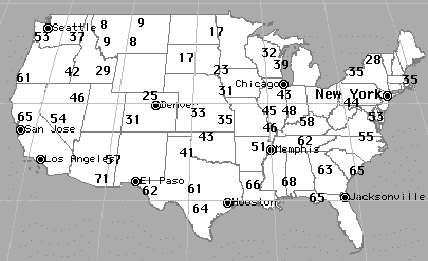 8 9 17
Seattle
53 37 9 8
32 28
17 39 35 35
61 42 29 23
Chicago
46 25 31 43 New York
Denver 44
65 54 31 33 35 45 48 58 53
San Jose 46
43 62 55
51 Memphis
Los Angeles 57 41
71 El Paso 63 65
62 61 66 68
64 Houston 65 Jacksonville